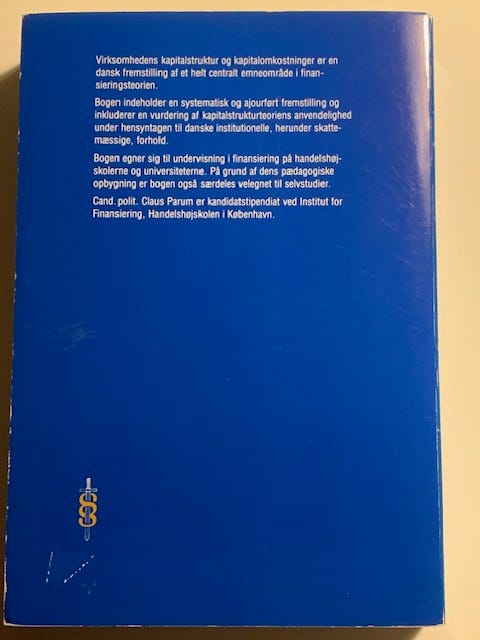 Virksomhedens kapitalstruktur og kapitalomkostninger er en
dansk fremstilling af et helt centralt emneområde i finan-
sieringsteorien.
Bogen indeholder en systematisk og ajourført fremstilling og
inkluderer en vurdering af kapitalstrukturteoriens anvendelighed
under hensyntagen til danske institutionelle, herunder skatte-
mæssige, forhold.
Bogen egner sig til undervisning i finansiering på handelshøj-
skolerne og universiteterne. På grund af dens pædagogiske
opbygning er bogen også særdeles velegnet til selvstudier.
Cand. polit. Claus Parum er kandidatstipendiat ved Institut for
Finansiering, Handelshøjskolen i København.
§